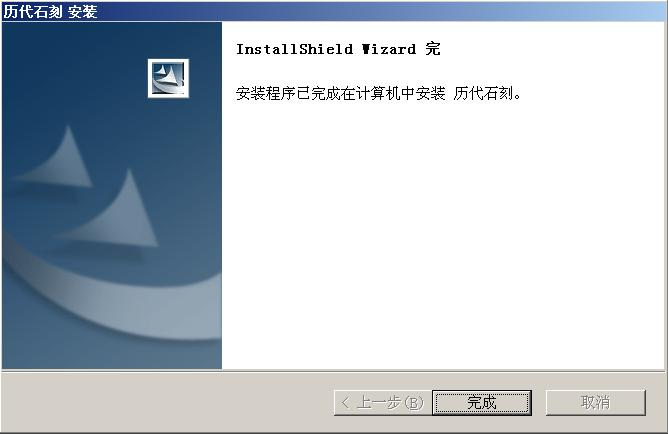 历代石刻 安装
InstallShield Wizard 完
安装程序已完成在计算机中安装 历代石刻。
< 上一步(B)
完成
取消